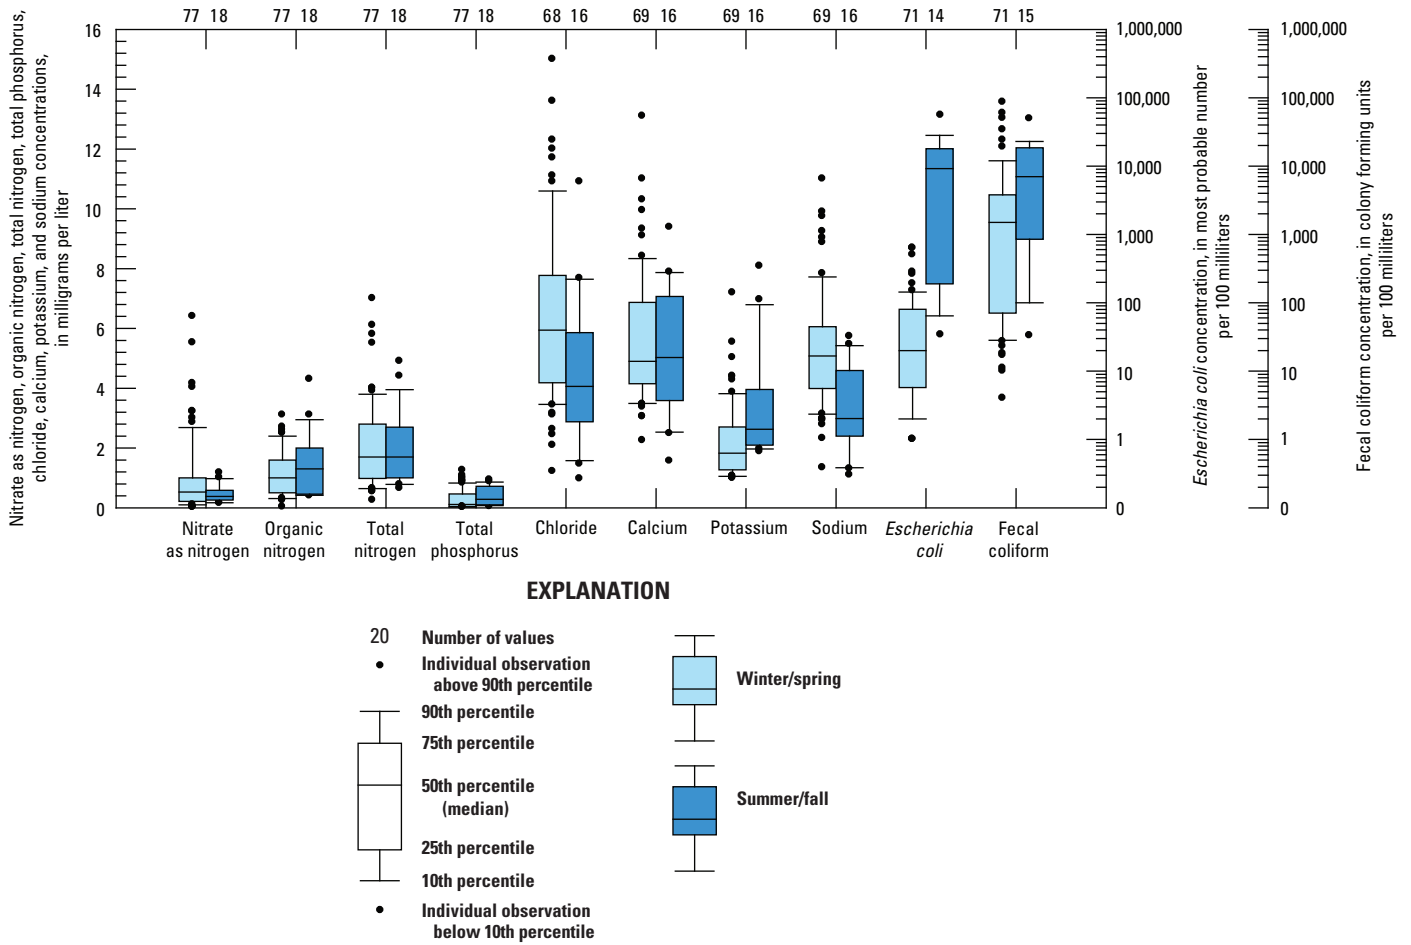 77 18 77 18 77 18 77 18 68 16 69 16 69 16 69 16 71 14 71 15
Nitrate as nitrogen, organic nitrogen, total nitrogen, total phosphorus,
chloride, calcium, potassium, and sodium concentrations,
in milligrams per liter
16
14
12
10
8
6
4
2
0
1,000,000
100,000
10,000
1,000
100
10
1
0
Escherichia coli concentration, in most probable number
per 100 milliliters
1,000,000
100,000
10,000
1,000
100
10
1
0
Fecal coliform concentration, in colony forming units
per 100 milliliters
Nitrate
as nitrogen
Organic
nitrogen
Total
nitrogen
Total
phosphorus
Chloride
Calcium
Potassium
Sodium
Escherichia
coli
Fecal
coliform
EXPLANATION
20 Number of values
Individual observation
above 90th percentile
90th percentile
75th percentile
50th percentile
(median)
25th percentile
10th percentile
Individual observation
below 10th percentile
Winter/spring
Summer/fall